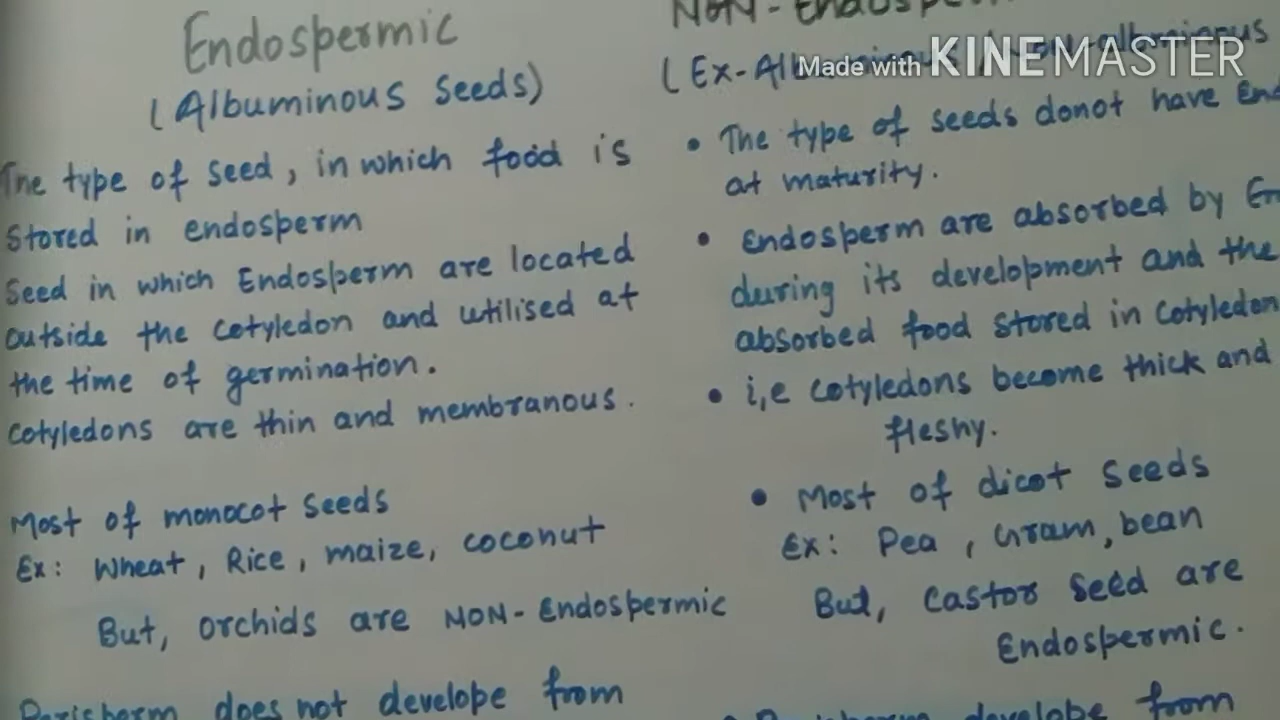 Endospermic
(Albuminous Seeds)
The type of seed, in which food is
stored in endosperm
Seed in which Endosperm are located
outside the cotyledon and utilised at
the time of germination.
cotyledons are thin and membranous.
Most of monocot seeds
Ex: Wheat, Rice, maize, coconut
But, orchids are NON-Endospermic
does not develope from
NON-
(Ex-
Made with KINEMASTER
• The type of seeds donot have
at maturity.
• Endosperm are absorbed by
during its development and the
absorbed food stored in cotyledon
• i,e cotyledons become thick and
fleshy.
• Most of dicot seeds
Ex: Pea, Gram, bean
But, castor seed are
Endospermic.
develope from